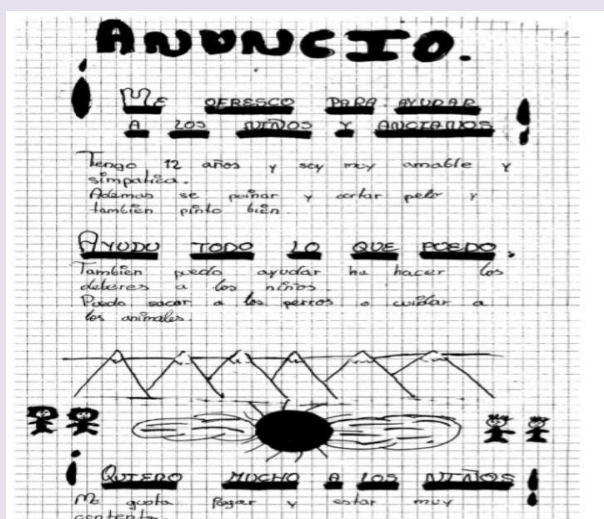 ANUNCIO.
¡ME OFRESCO PARA AYUDAR
A LOS NIÑOS Y ANCIANOS!
Tengo 12 años y soy muy amable y
simpatica.
Ademas se peinar y cortar pelo y
tambien pinto bien.
AYUDO TODO LO QUE PUEDO.
Tambien puedo ayudar ha hacer los
deberes a los niños.
Puedo sacar a los perros o cuidar a
los animales.
¡QUIERO MUCHO A LOS NIÑOS!
Me gusta y estar muy
contenta.